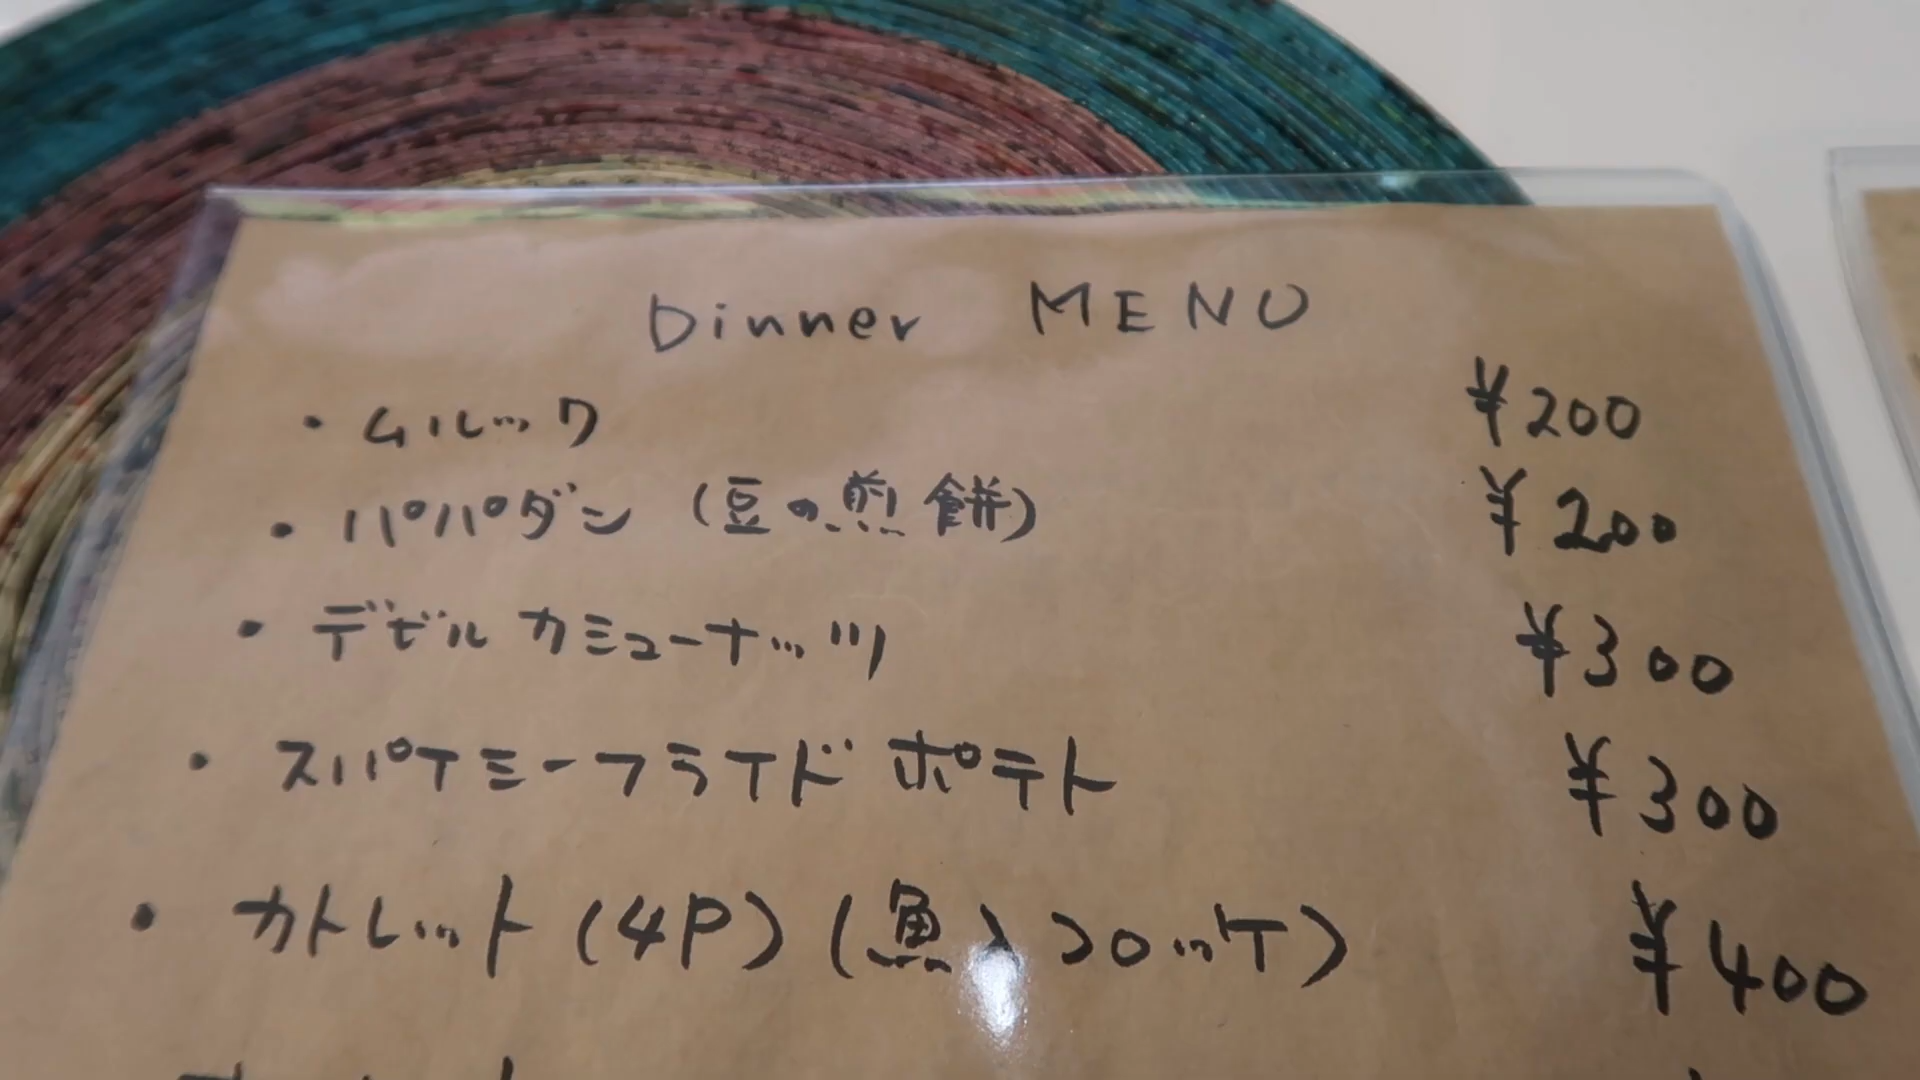 Dinner MENU
・ムルック ¥200
・パパダン (豆の煎餅) ¥200
・デビル カシューナッツ ¥300
・スパイシーフライドポテト ¥300
・カトレット (4P) (魚コロッケ) ¥400